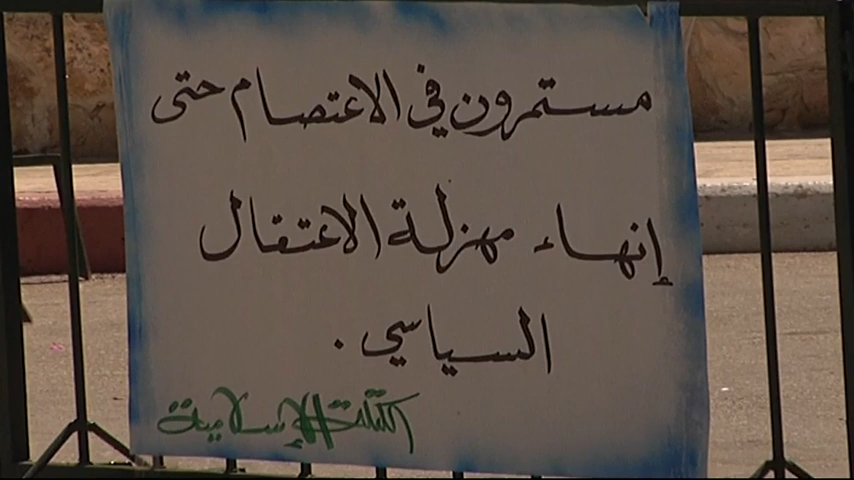 مستمرون في الاعتصام حتى
إنهاء مهزلة الاعتقال
السياسي .
الكتلة الإسلامية